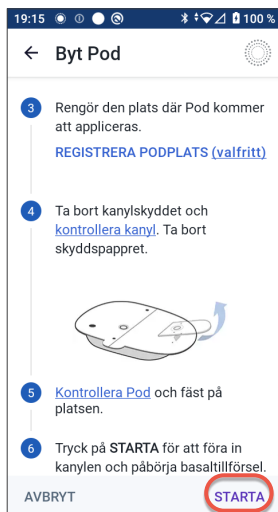 19:15 100 %
Byt Pod
3 Rengör den plats där Pod kommer
att appliceras.
REGISTRERA PODPLATS (valfritt)
4 Ta bort kanylskyddet och
kontrollera kanyl. Ta bort
skyddspappret.
5 Kontrollera Pod och fäst på
platsen.
6 Tryck på STARTA för att föra in
kanylen och påbörja basaltillförsel.
AVBRYT STARTA